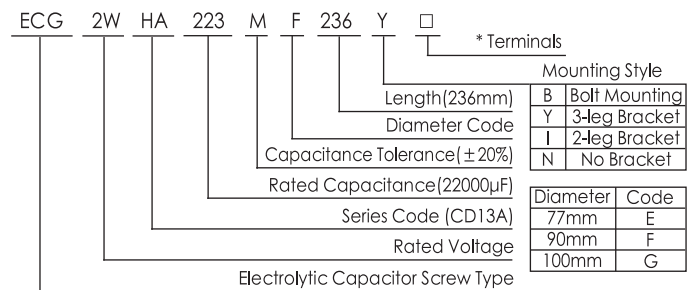 ECG 2W HA 223 M F 236 Y □
* Terminals
Mounting Style
B Bolt Mounting
Y 3-leg Bracket
I 2-leg Bracket
N No Bracket
Length(236mm)
Diameter Code
Capacitance Tolerance(±20%)
Rated Capacitance(22000µF)
Series Code (CD13A)
Rated Voltage
Electrolytic Capacitor Screw Type
Diameter Code
77mm E
90mm F
100mm G